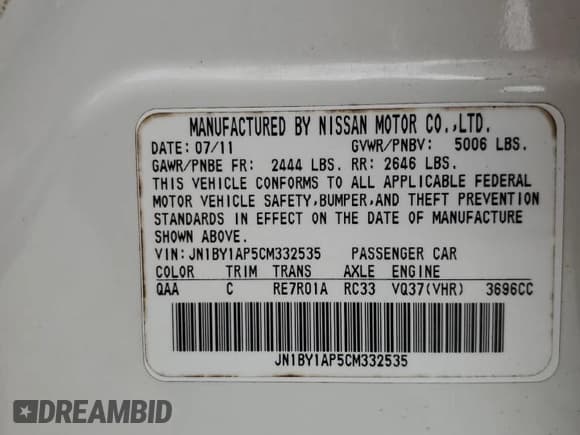 MANUFACTURED BY NISSAN MOTOR CO.,LTD.
DATE: 07/11 GVWR/PNBV: 5006 LBS.
GAWR/PNBE FR: 2444 LBS. RR: 2646 LBS.
THIS VEHICLE CONFORMS TO ALL APPLICABLE FEDERAL
MOTOR VEHICLE SAFETY,BUMPER,AND THEFT PREVENTION
STANDARDS IN EFFECT ON THE DATE OF MANUFACTURE
SHOWN ABOVE.
VIN: JN1BY1AP5CM332535 PASSENGER CAR
COLOR TRIM TRANS AXLE ENGINE
QAA C RE7R01A RC33 VQ37(VHR) 3696CC
JN1BY1AP5CM332535
DREAMBID